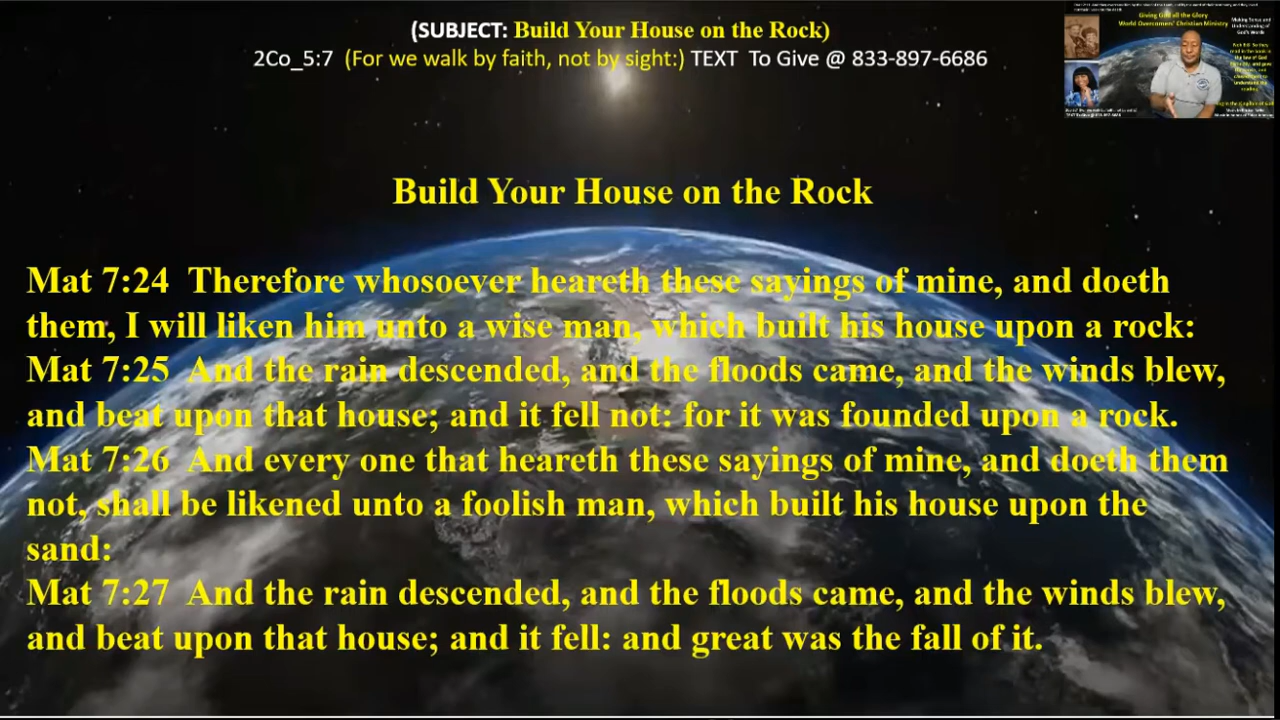 (SUBJECT: Build Your House on the Rock)
2Co_5:7 (For we walk by faith, not by sight:) TEXT To Give @ 833-897-6686
Giving God all the Glory
World Overcomers' Christian Ministry
Making Sense and
Understanding of
God's Words
Build Your House on the Rock
Mat 7:24 Therefore whosoever heareth these sayings of mine, and doeth
them, I will liken him unto a wise man, which built his house upon a rock:
Mat 7:25 And the rain descended, and the floods came, and the winds blew,
and beat upon that house; and it fell not: for it was founded upon a rock.
Mat 7:26 And every one that heareth these sayings of mine, and doeth them
not, shall be likened unto a foolish man, which built his house upon the
sand:
Mat 7:27 And the rain descended, and the floods came, and the winds blew,
and beat upon that house; and it fell: and great was the fall of it.